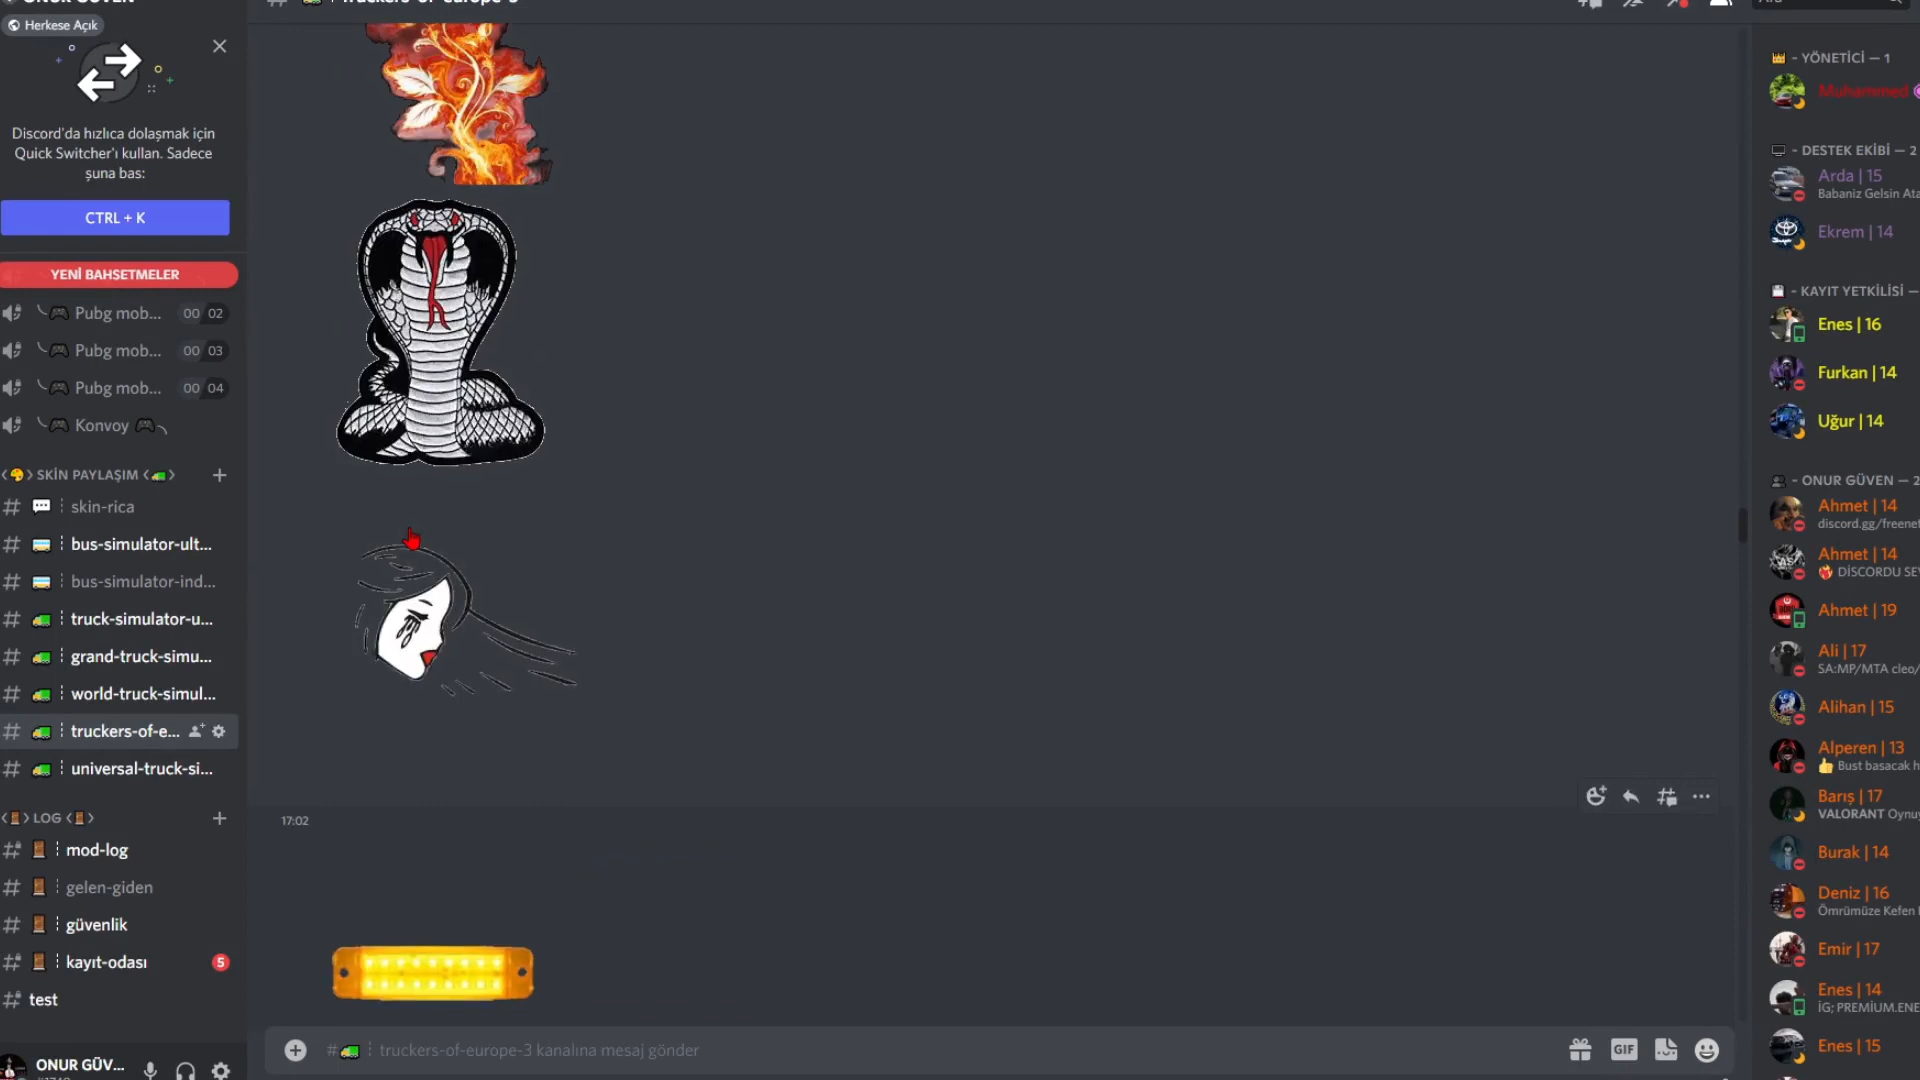 Herkese Açık
Discord'da hızlıca dolaşmak için
Quick Switcher'ı kullan. Sadece
şuna bas:
CTRL + K
YENİ BAHSETMELER
Pubg mob... 00 02
Pubg mob... 00 03
Pubg mob... 00 04
Konvoy
SKİN PAYLAŞIM
skin-rica
bus-simulator-ult...
bus-simulator-ind...
truck-simulator-u...
grand-truck-simu...
world-truck-simul...
truckers-of-e...
universal-truck-si...
LOG
mod-log
gelen-giden
güvenlik
kayıt-odası 5
test
ONUR GÜV...
17:02
truckers-of-europe-3 kanalına mesaj gönder
GIF
- YÖNETİCİ — 1
Muhammed
- DESTEK EKİBİ — 2
Arda | 15
Babaniz Gelsin Ata
Ekrem | 14
- KAYIT YETKİLİSİ —
Enes | 16
Furkan | 14
Uğur | 14
- ONUR GÜVEN — 2
Ahmet | 14
discord.gg/freenet
Ahmet | 14
DİSCORDU SEV
Ahmet | 19
Ali | 17
SA:MP/MTA cleo/
Alihan | 15
Alperen | 13
Bust basacak h
Barış | 17
VALORANT Oynuy
Burak | 14
Deniz | 16
Ömrümüze Kefen
Emir | 17
Enes | 14
İG; PREMİUM.ENE
Enes | 15